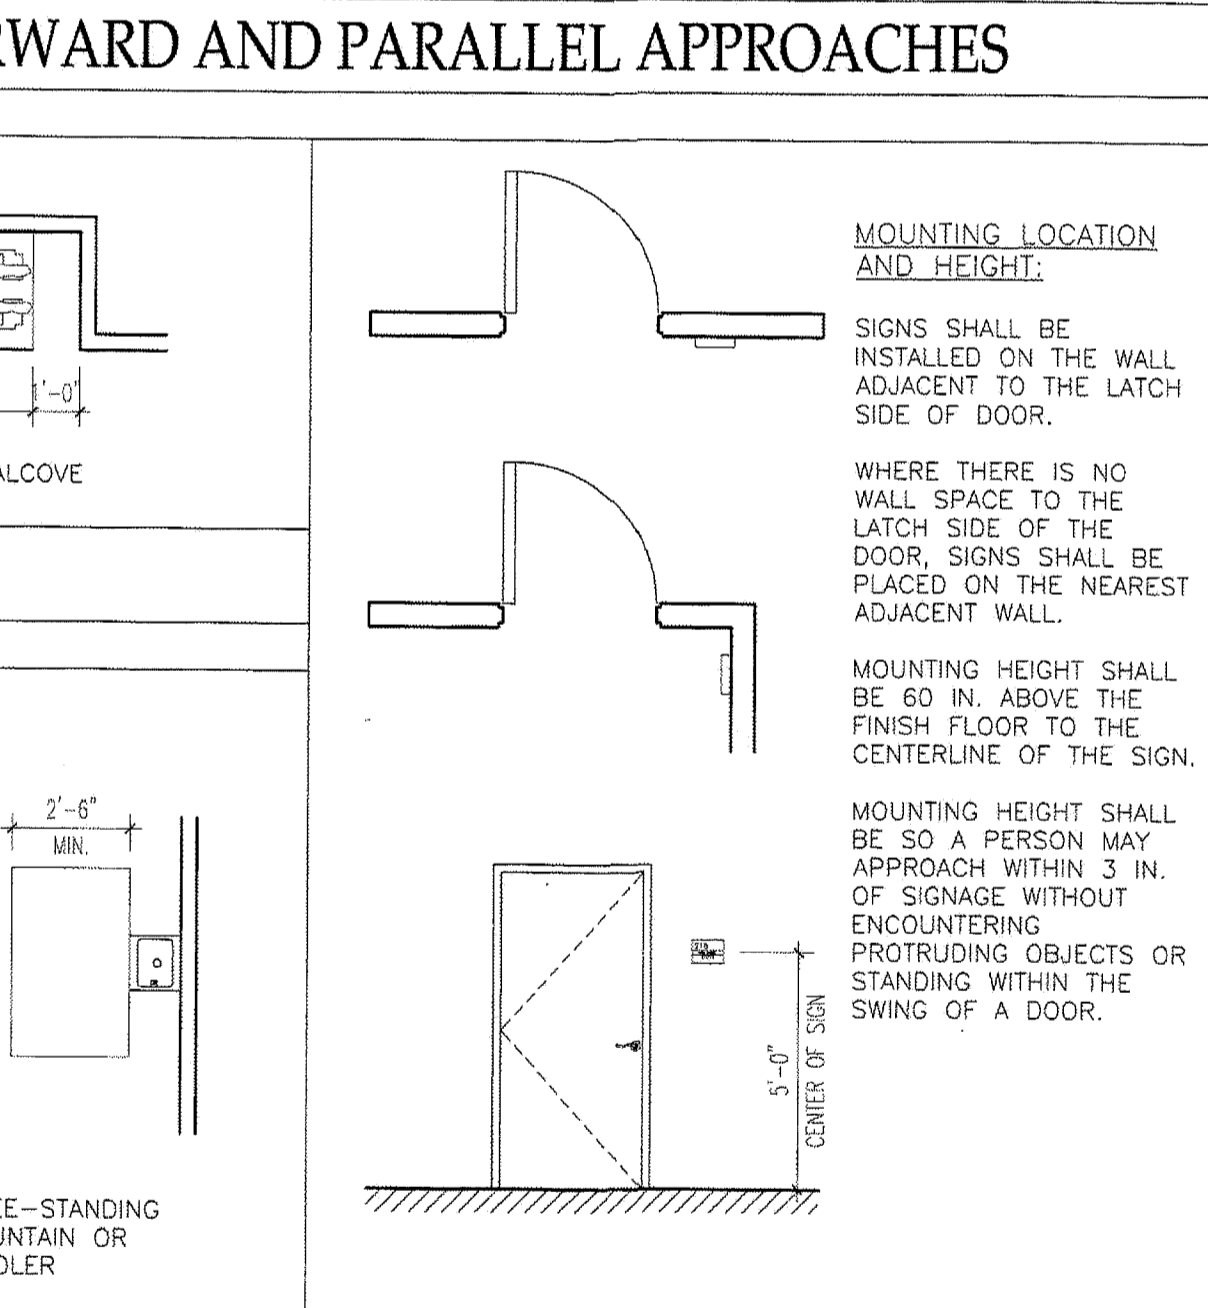 RWARD AND PARALLEL APPROACHES
1'-0"
ALCOVE
2'-6"
MIN.
EE-STANDING
UNTAIN OR
OLER
MOUNTING LOCATION
AND HEIGHT:
SIGNS SHALL BE
INSTALLED ON THE WALL
ADJACENT TO THE LATCH
SIDE OF DOOR.
WHERE THERE IS NO
WALL SPACE TO THE
LATCH SIDE OF THE
DOOR, SIGNS SHALL BE
PLACED ON THE NEAREST
ADJACENT WALL.
MOUNTING HEIGHT SHALL
BE 60 IN. ABOVE THE
FINISH FLOOR TO THE
CENTERLINE OF THE SIGN.
MOUNTING HEIGHT SHALL
BE SO A PERSON MAY
APPROACH WITHIN 3 IN.
OF SIGNAGE WITHOUT
ENCOUNTERING
PROTRUDING OBJECTS OR
STANDING WITHIN THE
SWING OF A DOOR.
5'-0"
CENTER OF SIGN